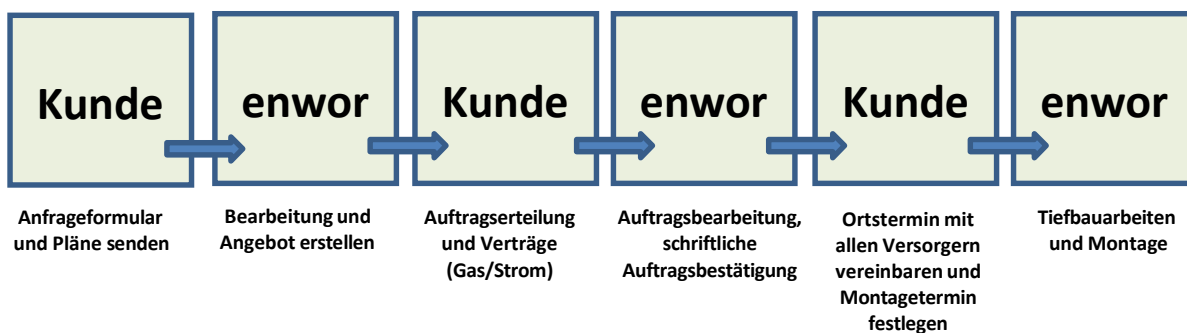 Kunde
enwor
Kunde
enwor
Kunde
enwor
Anfrageformular
und Pläne senden
Bearbeitung und
Angebot erstellen
Auftragserteilung
und Verträge
(Gas/Strom)
Auftragsbearbeitung,
schriftliche
Auftragsbestätigung
Ortstermin mit
allen Versorgern
vereinbaren und
Montagetermin
festlegen
Tiefbauarbeiten
und Montage